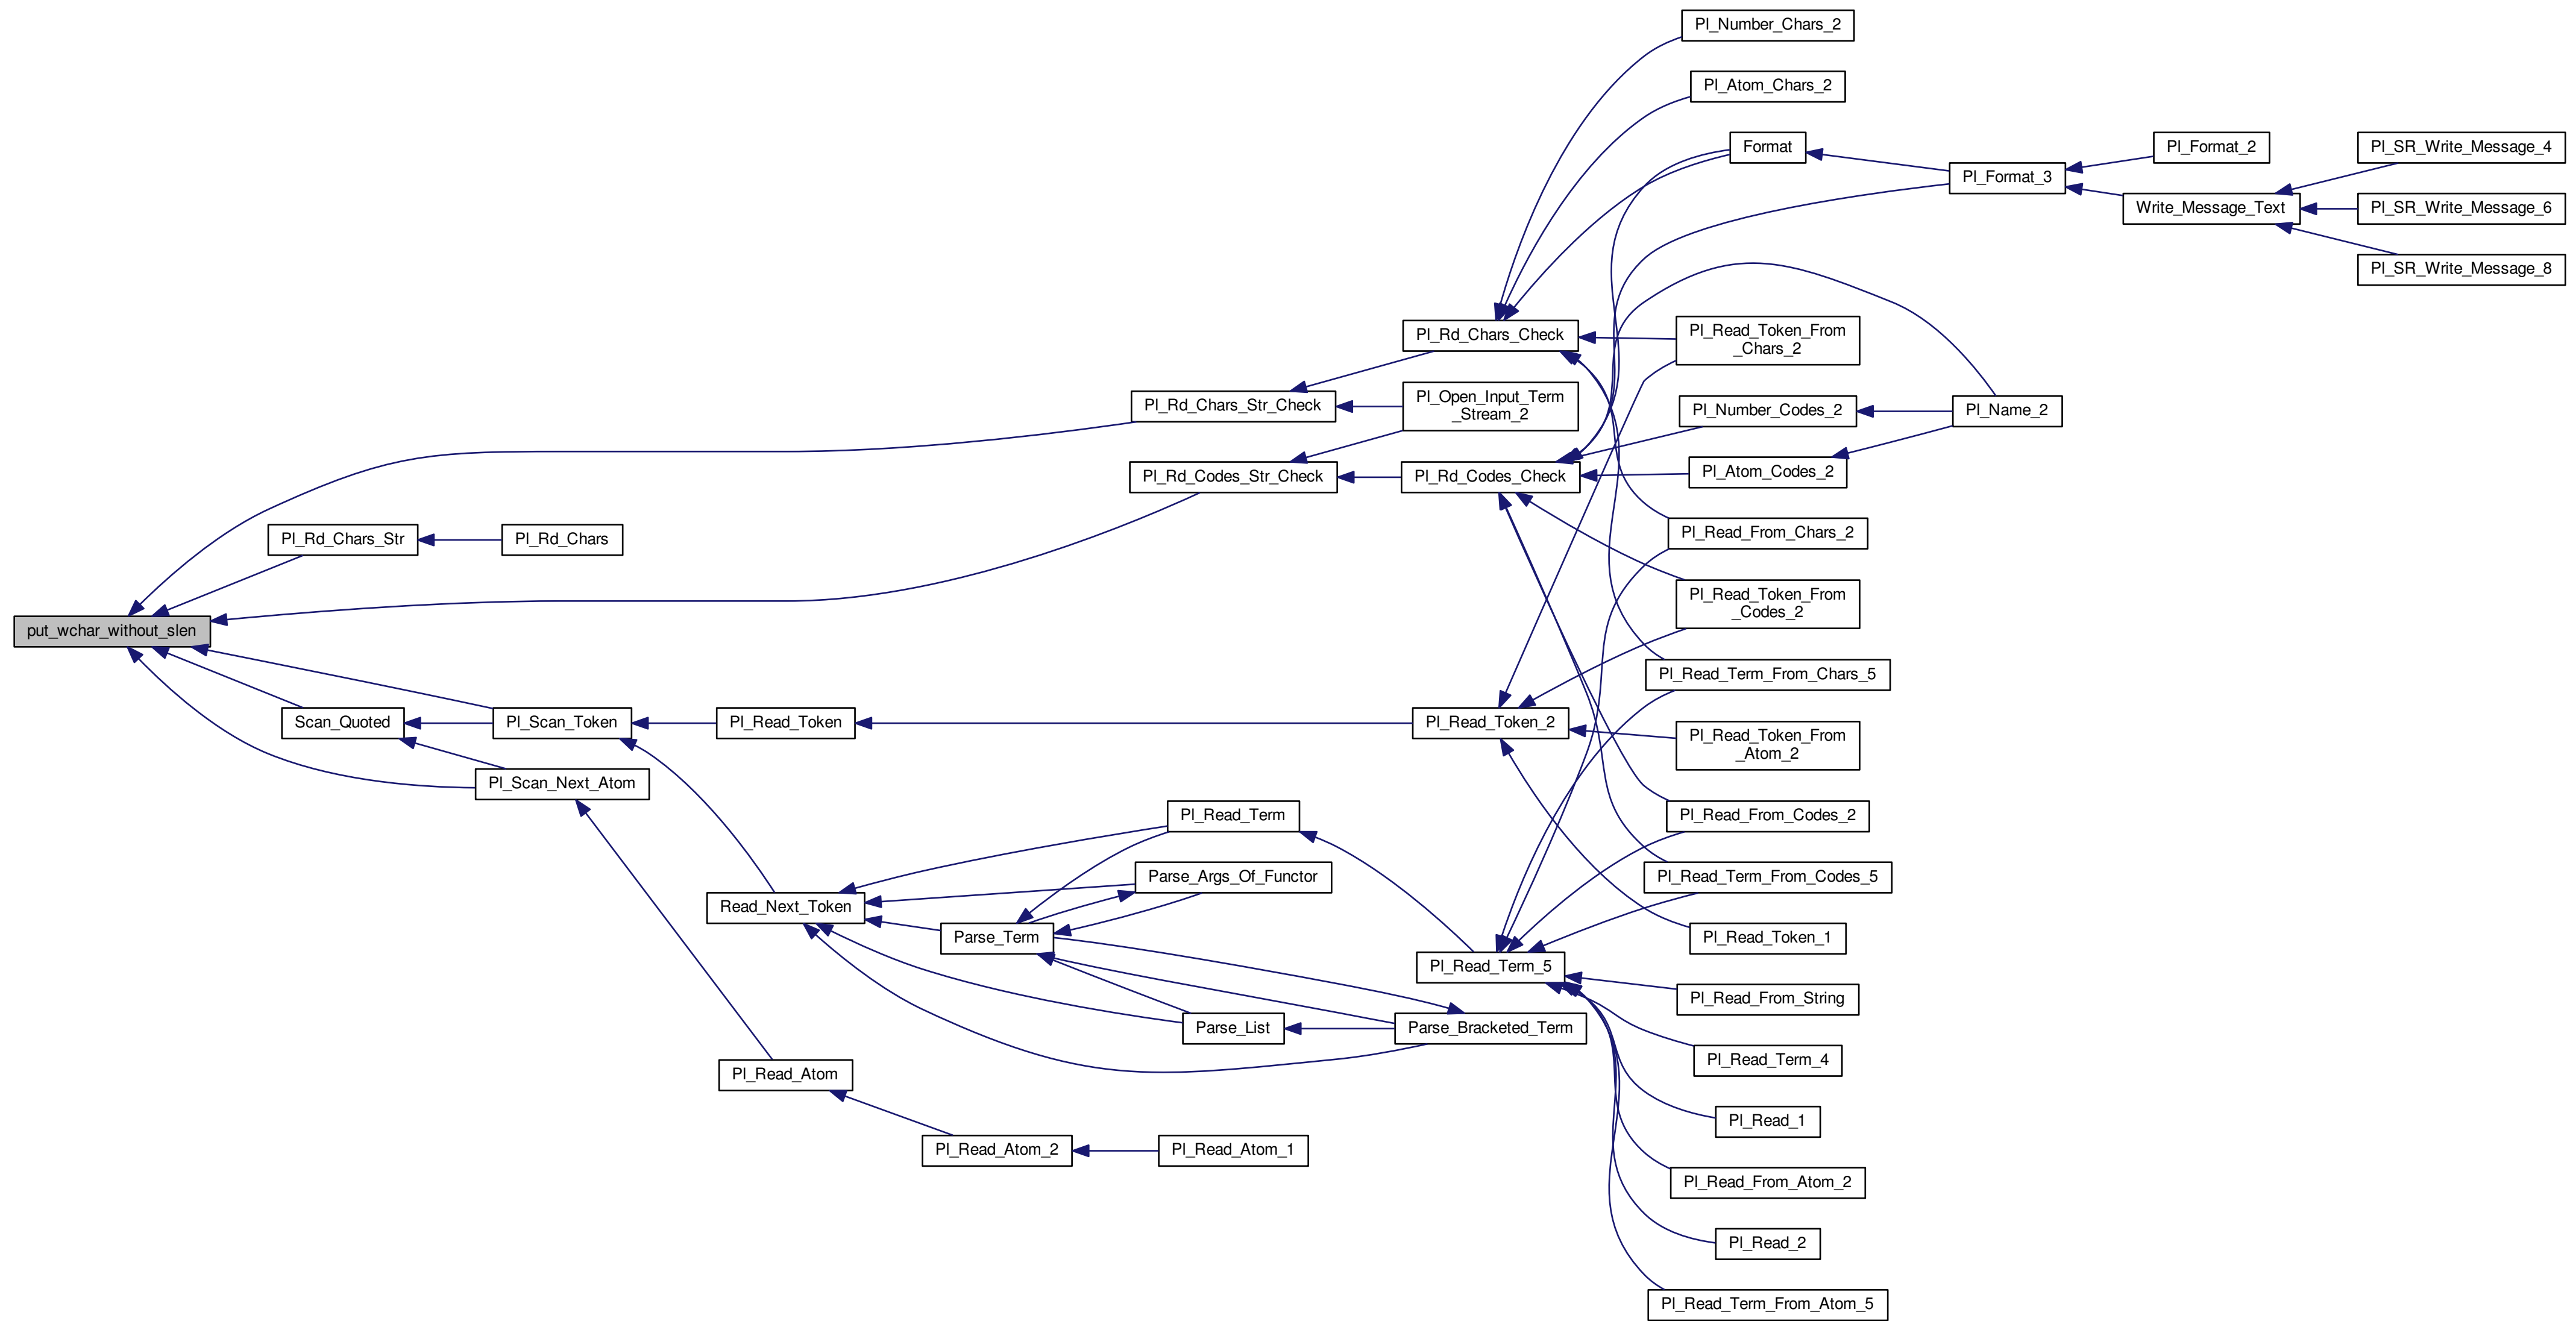 Pl_Number_Chars_2
Pl_Atom_Chars_2
Format
Pl_Format_3
Pl_Format_2
Write_Message_Text
Pl_SR_Write_Message_4
Pl_SR_Write_Message_6
Pl_SR_Write_Message_8
Pl_Rd_Chars_Check
Pl_Read_Token_From
_Chars_2
Pl_Rd_Chars_Str_Check
Pl_Open_Input_Term
_Stream_2
Pl_Number_Codes_2
Pl_Name_2
Pl_Rd_Codes_Str_Check
Pl_Rd_Codes_Check
Pl_Atom_Codes_2
Pl_Rd_Chars_Str
Pl_Rd_Chars
Pl_Read_From_Chars_2
Pl_Read_Token_From
_Codes_2
put_wchar_without_slen
Pl_Read_Term_From_Chars_5
Scan_Quoted
Pl_Scan_Token
Pl_Read_Token
Pl_Read_Token_2
Pl_Read_Token_From
_Atom_2
Pl_Scan_Next_Atom
Pl_Read_Term
Pl_Read_From_Codes_2
Parse_Args_Of_Functor
Pl_Read_Term_From_Codes_5
Read_Next_Token
Parse_Term
Pl_Read_Token_1
Pl_Read_Term_5
Pl_Read_From_String
Parse_List
Parse_Bracketed_Term
Pl_Read_Term_4
Pl_Read_Atom
Pl_Read_1
Pl_Read_Atom_2
Pl_Read_Atom_1
Pl_Read_From_Atom_2
Pl_Read_2
Pl_Read_Term_From_Atom_5